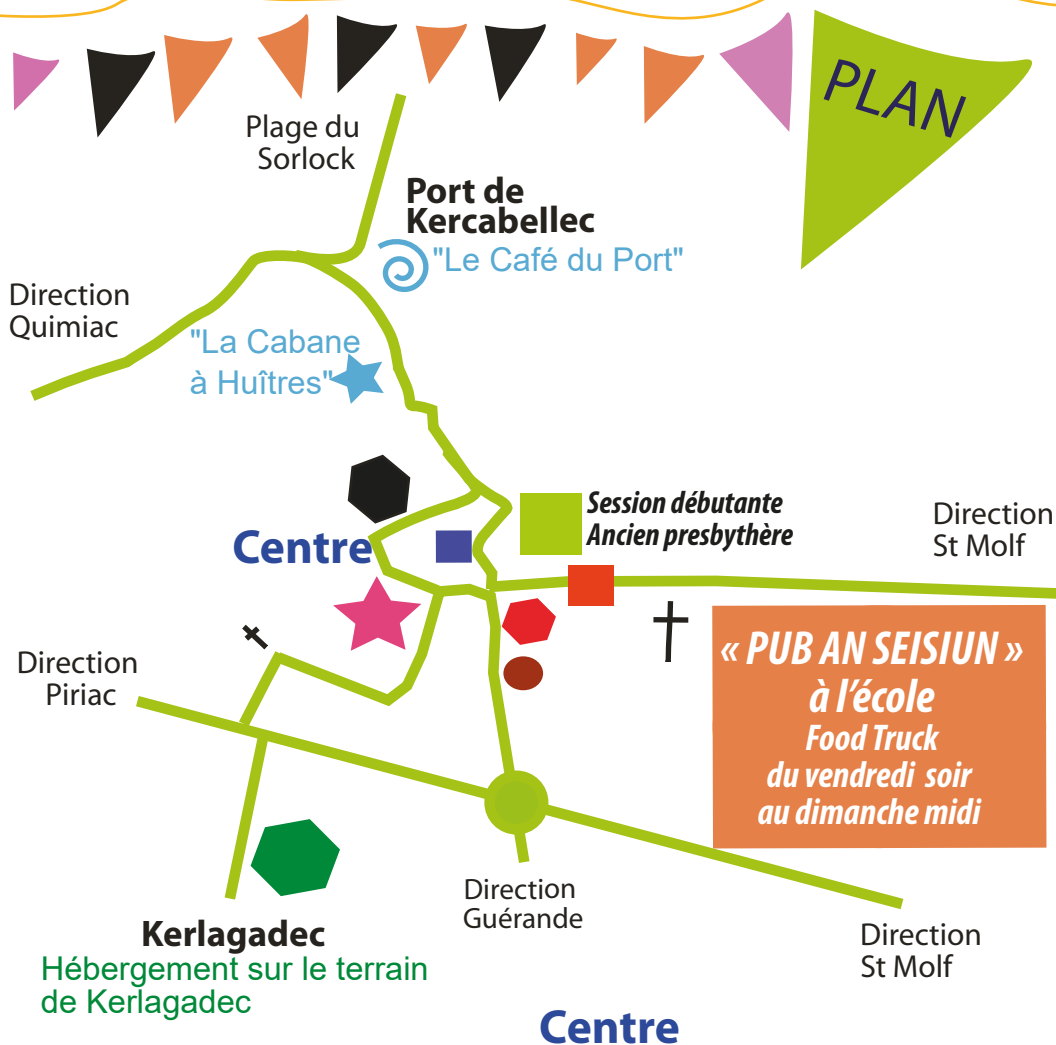 PLAN
Plage du
Sorlock
Port de
Kercabellec
"Le Café du Port"
Direction
Quimiac
"La Cabane
à Huîtres"
Session débutante
Ancien presbythère
Direction
St Molf
Centre
« PUB AN SEISIUN »
à l'école
Food Truck
du vendredi soir
au dimanche midi
Direction
Piriac
Direction
Guérande
Kerlagadec
Hébergement sur le terrain
de Kerlagadec
Direction
St Molf
Centre